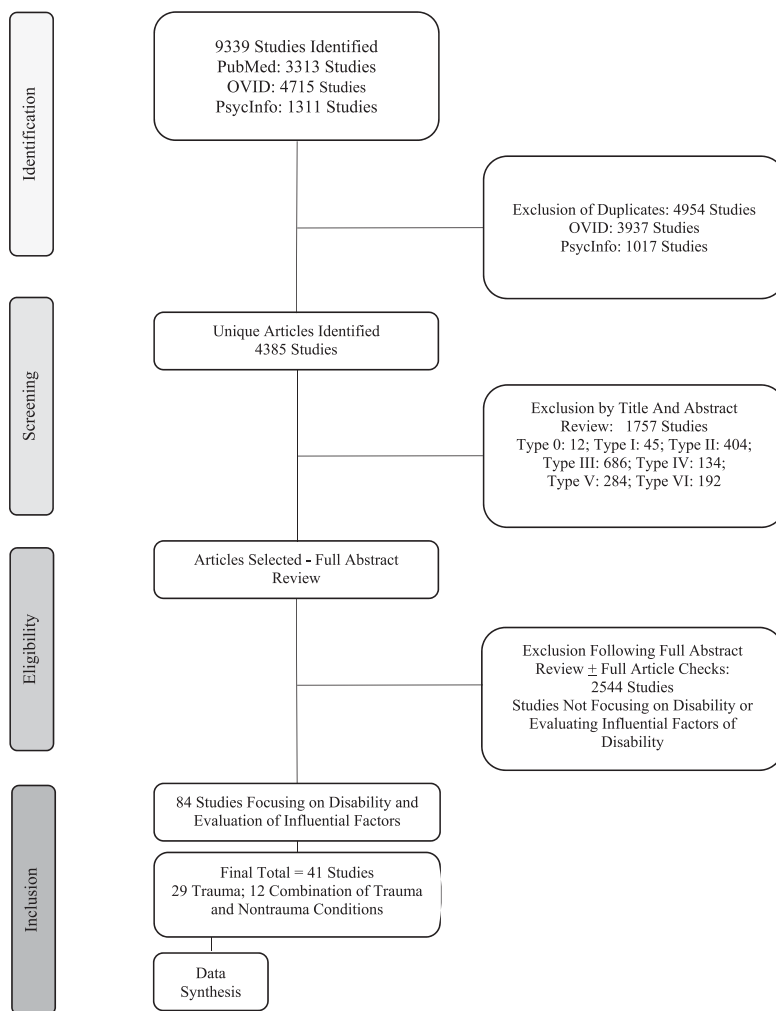 Identification
9339 Studies Identified
PubMed: 3313 Studies
OVID: 4715 Studies
PsycInfo: 1311 Studies
Exclusion of Duplicates: 4954 Studies
OVID: 3937 Studies
PsycInfo: 1017 Studies
Screening
Unique Articles Identified
4385 Studies
Exclusion by Title And Abstract
Review: 1757 Studies
Type 0: 12; Type I: 45; Type II: 404;
Type III: 686; Type IV: 134;
Type V: 284; Type VI: 192
Eligibility
Articles Selected - Full Abstract
Review
Exclusion Following Full Abstract
Review ± Full Article Checks:
2544 Studies
Studies Not Focusing on Disability or
Evaluating Influential Factors of
Disability
Inclusion
84 Studies Focusing on Disability and
Evaluation of Influential Factors
Final Total = 41 Studies
29 Trauma; 12 Combination of Trauma
and Nontrauma Conditions
Data
Synthesis